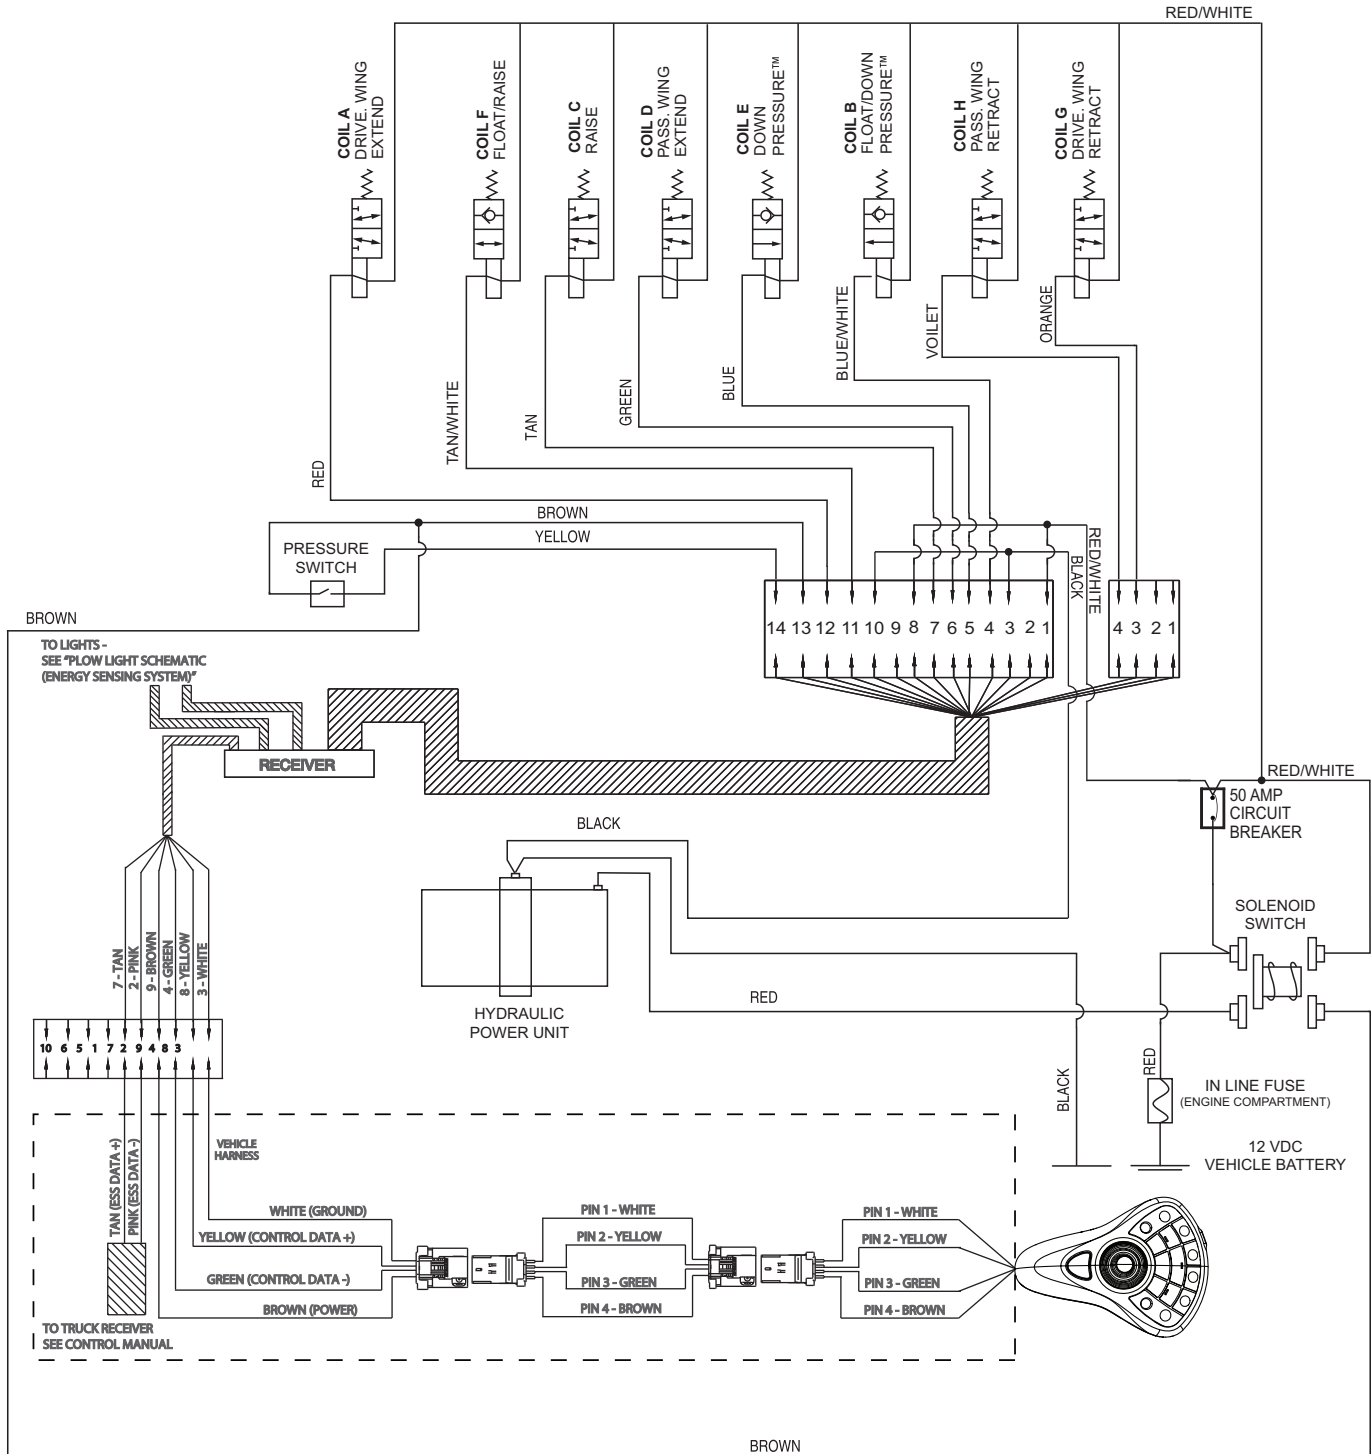 RED/WHITE
COIL A
DRIVE. WING
EXTEND
COIL F
FLOAT/RAISE
COIL C
RAISE
COIL D
PASS. WING
EXTEND
COIL E
DOWN
PRESSURE™
COIL B
FLOAT/DOWN
PRESSURE™
COIL H
PASS. WING
RETRACT
COIL G
DRIVE. WING
RETRACT
RED
TAN/WHITE
TAN
GREEN
BLUE
BLUE/WHITE
VOILET
ORANGE
BROWN
YELLOW
PRESSURE
SWITCH
RED/WHITE
BLACK
14 13 12 11 10 9 8 7 6 5 4 3 2 1
4 3 2 1
BROWN
TO LIGHTS -
SEE "PLOW LIGHT SCHEMATIC
(ENERGY SENSING SYSTEM)"
RECEIVER
RED/WHITE
50 AMP
CIRCUIT
BREAKER
BLACK
SOLENOID
SWITCH
7 - TAN
2 - PINK
9 - BROWN
4 - GREEN
8 - YELLOW
3 - WHITE
RED
HYDRAULIC
POWER UNIT
10 6 5 1 7 2 9 4 8 3
BLACK
RED
IN LINE FUSE
(ENGINE COMPARTMENT)
12 VDC
VEHICLE BATTERY
TAN (ESS DATA +)
PINK (ESS DATA -)
VEHICLE
HARNESS
WHITE (GROUND)
YELLOW (CONTROL DATA +)
GREEN (CONTROL DATA -)
BROWN (POWER)
PIN 1 - WHITE
PIN 2 - YELLOW
PIN 3 - GREEN
PIN 4 - BROWN
PIN 1 - WHITE
PIN 2 - YELLOW
PIN 3 - GREEN
PIN 4 - BROWN
TO TRUCK RECEIVER
SEE CONTROL MANUAL
BROWN